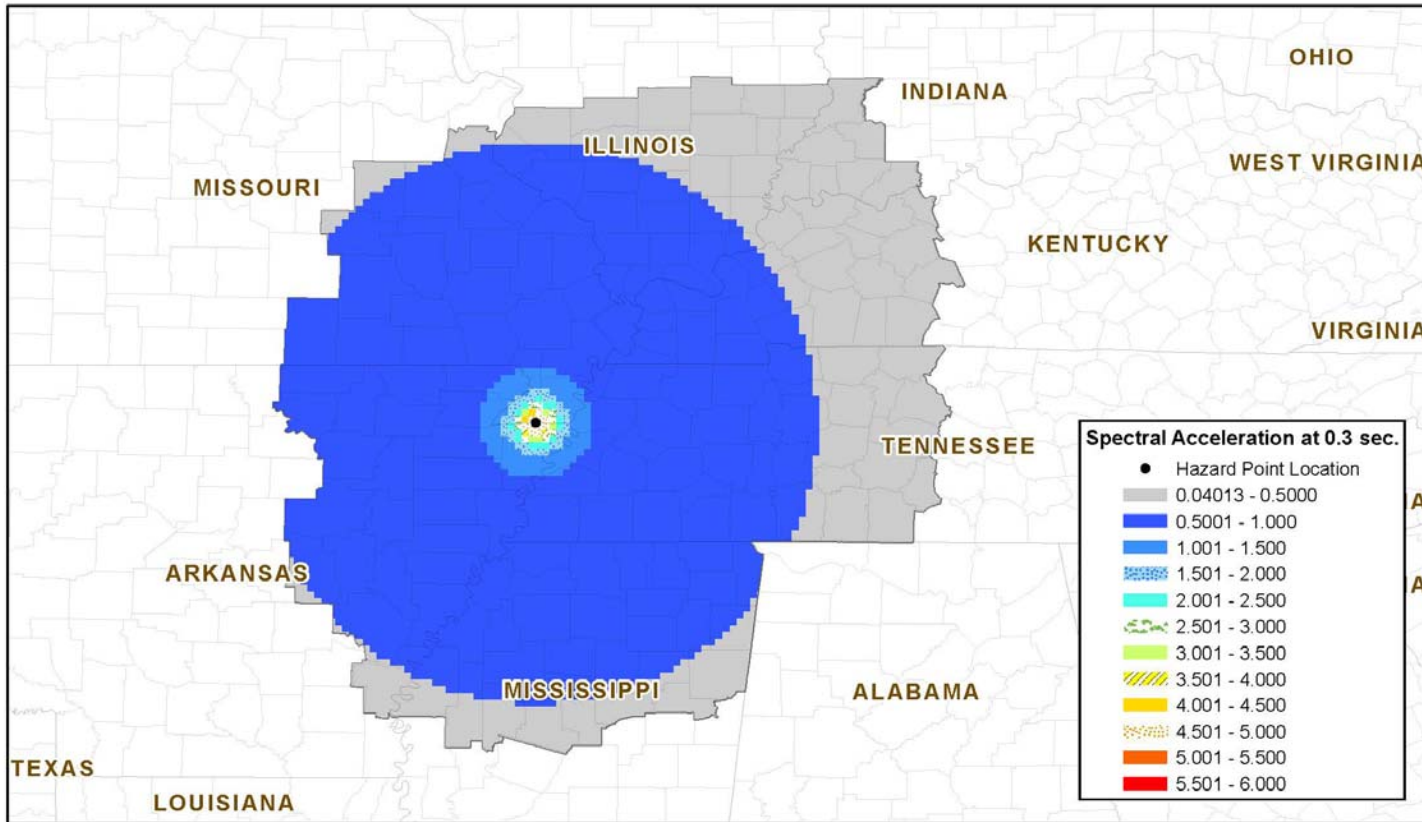 OHIO
INDIANA
ILLINOIS
WEST VIRGINIA
MISSOURI
KENTUCKY
VIRGINIA
TENNESSEE
ARKANSAS
MISSISSIPPI
ALABAMA
TEXAS
LOUISIANA
A
A
Spectral Acceleration at 0.3 sec.
Hazard Point Location
0.04013 - 0.5000
0.5001 - 1.000
1.001 - 1.500
1.501 - 2.000
2.001 - 2.500
2.501 - 3.000
3.001 - 3.500
3.501 - 4.000
4.001 - 4.500
4.501 - 5.000
5.001 - 5.500
5.501 - 6.000